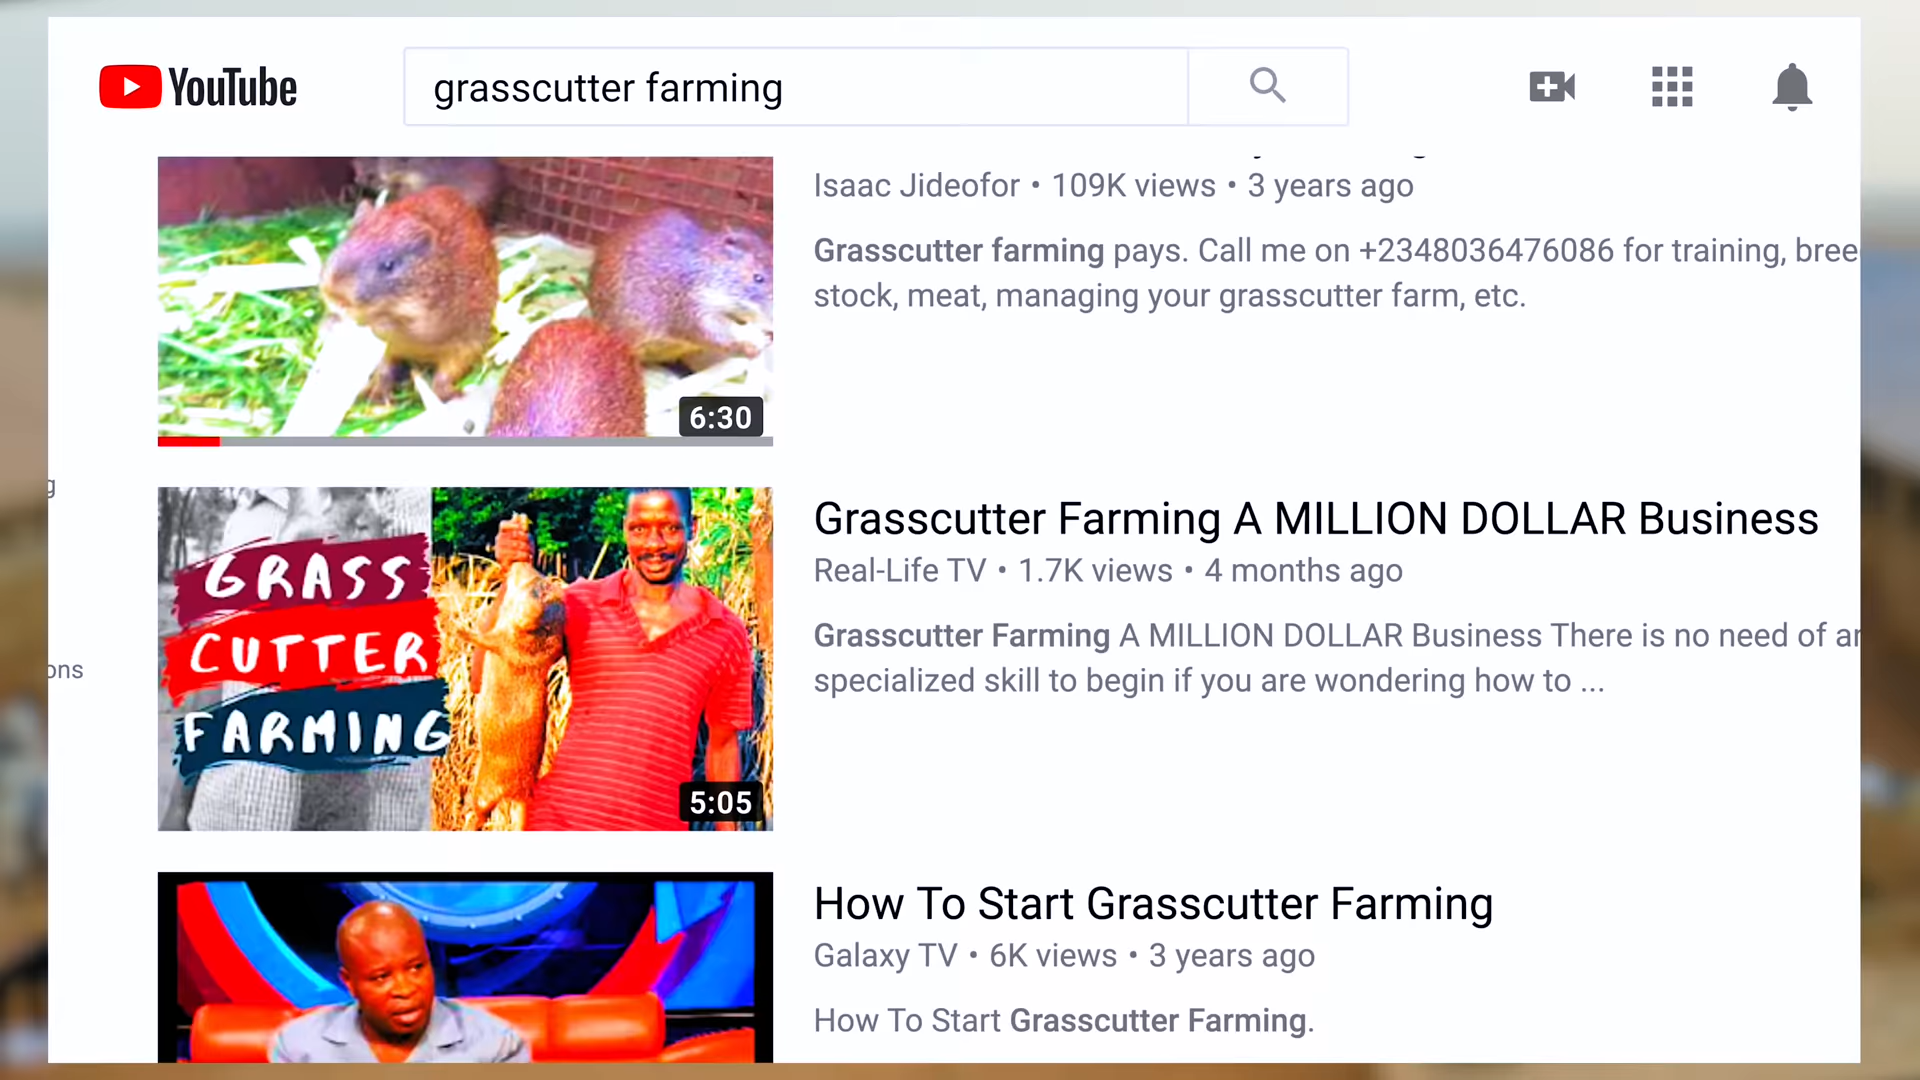 YouTube
grasscutter farming
Isaac Jideofor • 109K views • 3 years ago
Grasscutter farming pays. Call me on +2348036476086 for training, bree
stock, meat, managing your grasscutter farm, etc.
6:30
g
Grasscutter Farming A MILLION DOLLAR Business
Real-Life TV • 1.7K views • 4 months ago
GRASS
CUTTER
FARMING
Grasscutter Farming A MILLION DOLLAR Business There is no need of an
specialized skill to begin if you are wondering how to ...
ons
5:05
How To Start Grasscutter Farming
Galaxy TV • 6K views • 3 years ago
How To Start Grasscutter Farming.